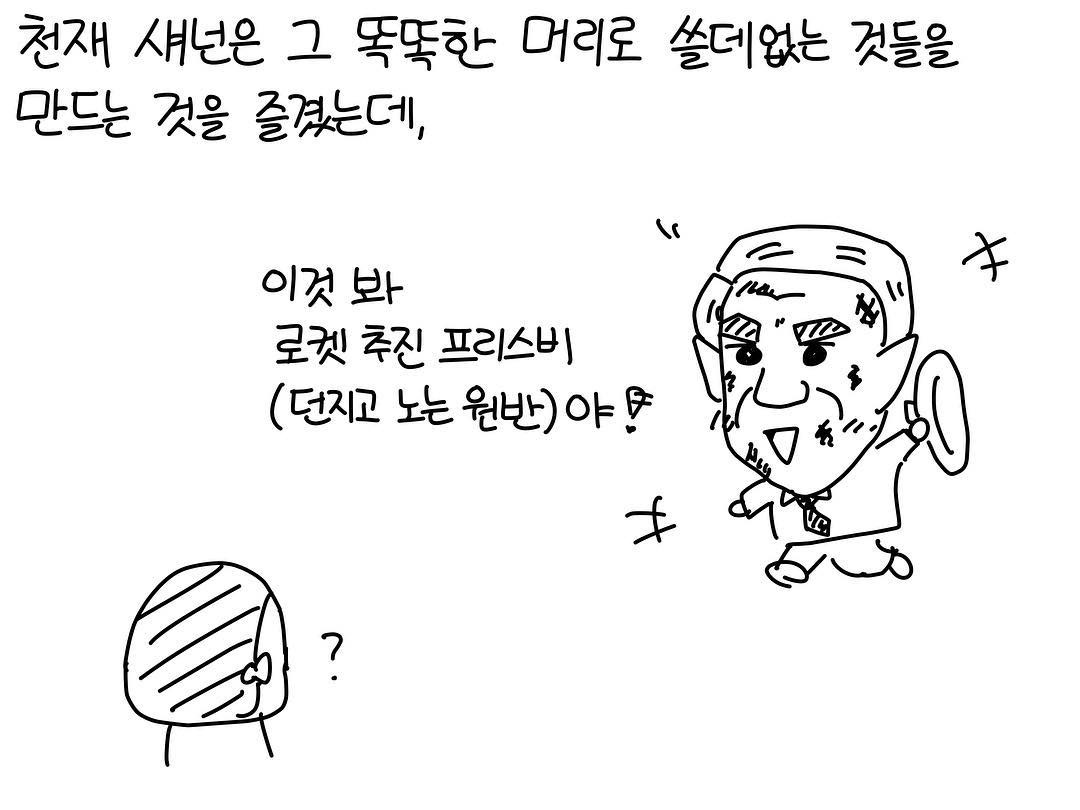 천재 섀넌은 그 똑똑한 머리로 쓸데없는 것들을
만드는 것을 즐겼는데,
이것 봐
로켓 추진 프리스비
(던지고 노는 원반)야!
?